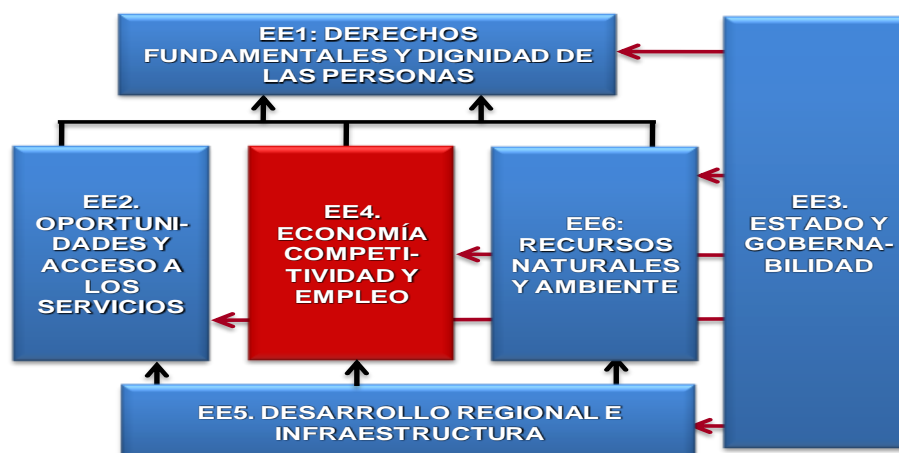 EE1: DERECHOS
FUNDAMENTALES Y DIGNIDAD DE
LAS PERSONAS
EE2.
OPORTUNI-
DADES Y
ACCESO A
LOS
SERVICIOS
EE4.
ECONOMÍA
COMPETI-
TIVIDAD Y
EMPLEO
EE6:
RECURSOS
NATURALES
Y AMBIENTE
EE3.
ESTADO Y
GOBERNA-
BILIDAD
EE5. DESARROLLO REGIONAL E
INFRAESTRUCTURA